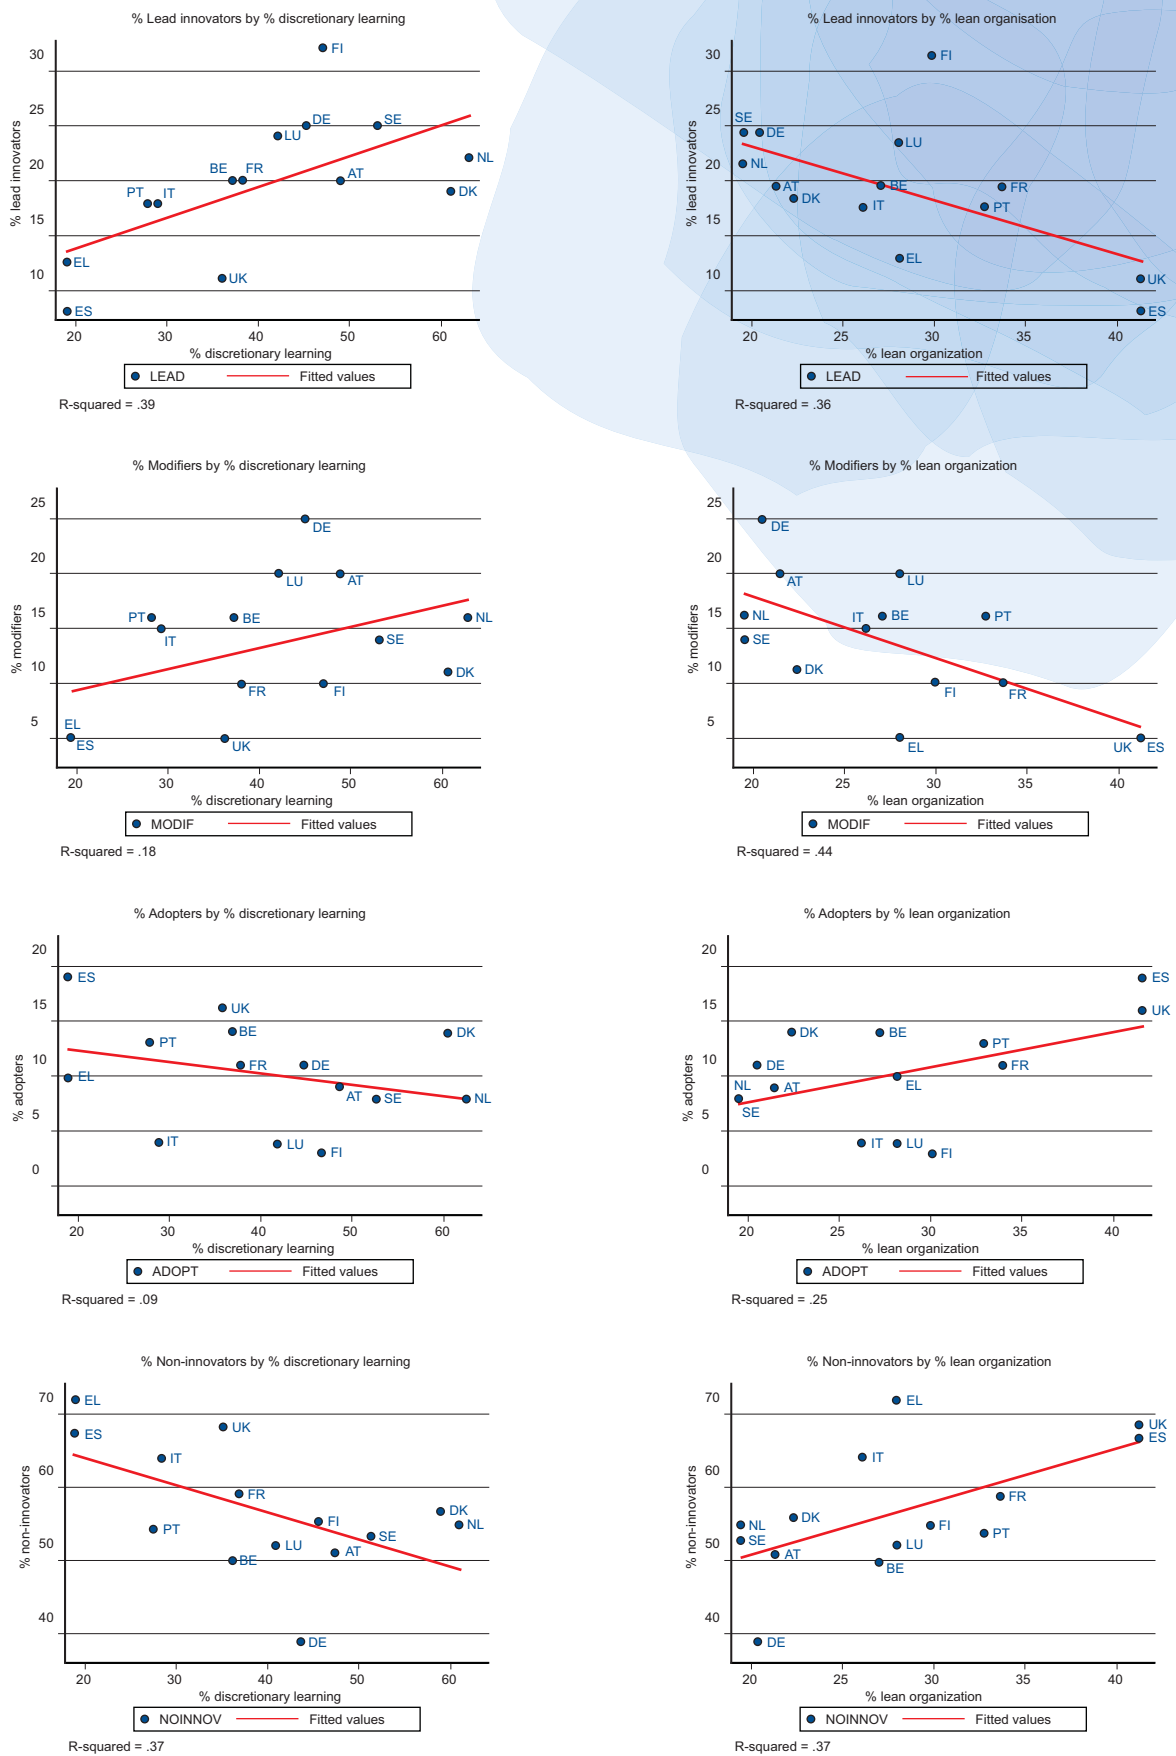 % Lead innovators by % discretionary learning
30
25
20
15
10
% lead innovators
FI
DE
SE
LU
NL
BE
FR
AT
DK
PT
IT
EL
UK
ES
20 30 40 50 60
% discretionary learning
LEAD Fitted values
R-squared = .39
% Lead innovators by % lean organisation
30
25
20
15
10
% lead innovators
FI
SE
DE
LU
NL
AT
BE
FR
DK
IT
PT
EL
UK
ES
20 25 30 35 40
% lean organization
LEAD Fitted values
R-squared = .36
% Modifiers by % discretionary learning
25
20
15
10
5
% modifiers
DE
LU
AT
PT
BE
NL
IT
SE
DK
FR
FI
EL
ES
UK
20 30 40 50 60
% discretionary learning
MODIF Fitted values
R-squared = .18
% Modifiers by % lean organization
25
20
15
10
5
% modifiers
DE
AT
LU
NL
IT
BE
PT
SE
DK
FI
FR
EL
UK
ES
20 25 30 35 40
% lean organization
MODIF Fitted values
R-squared = .44
% Adopters by % discretionary learning
20
15
10
5
0
% adopters
ES
UK
BE
DK
PT
FR
DE
EL
AT
SE
NL
IT
LU
FI
20 30 40 50 60
% discretionary learning
ADOPT Fitted values
R-squared = .09
% Adopters by % lean organization
20
15
10
5
0
% adopters
ES
UK
DK
BE
PT
DE
FR
NL
AT
EL
SE
IT
LU
FI
20 25 30 35 40
% lean organization
ADOPT Fitted values
R-squared = .25
% Non-innovators by % discretionary learning
70
60
50
40
% non-innovators
EL
ES
UK
IT
FR
DK
PT
FI
NL
SE
LU
AT
BE
DE
20 30 40 50 60
% discretionary learning
NOINNOV Fitted values
R-squared = .37
% Non-innovators by % lean organization
70
60
50
40
% non-innovators
EL
UK
ES
IT
FR
DK
NL
FI
PT
SE
LU
AT
BE
DE
20 25 30 35 40
% lean organization
NOINNOV Fitted values
R-squared = .37